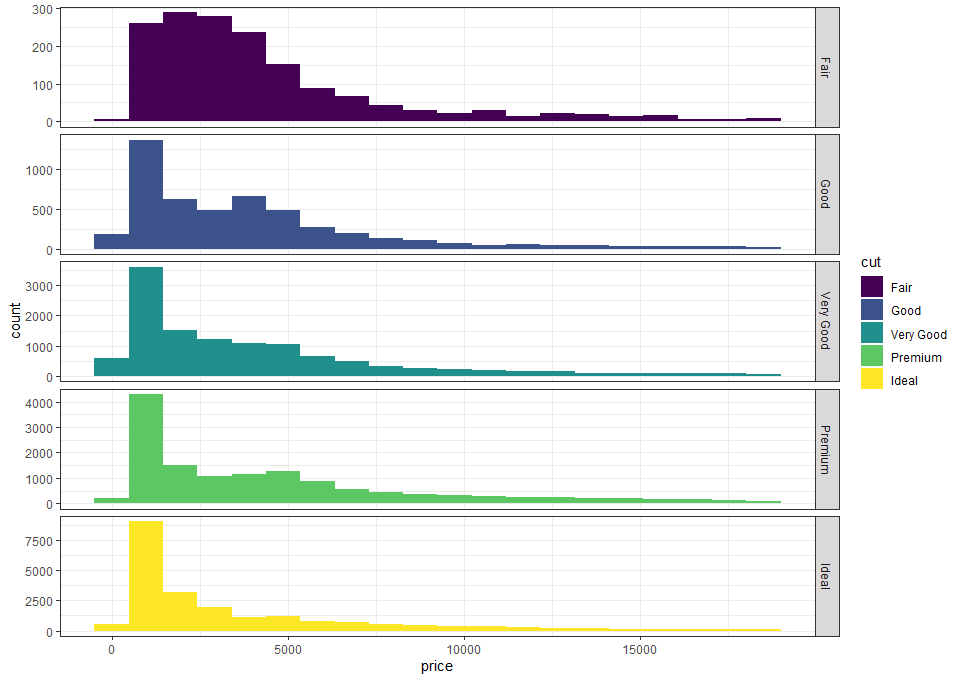 300
200
100
0
Fair
1000
500
0
Good
3000
2000
1000
0
Very Good
4000
3000
2000
1000
0
Premium
7500
5000
2500
0
Ideal
count
0 5000 10000 15000
price
cut
Fair
Good
Very Good
Premium
Ideal